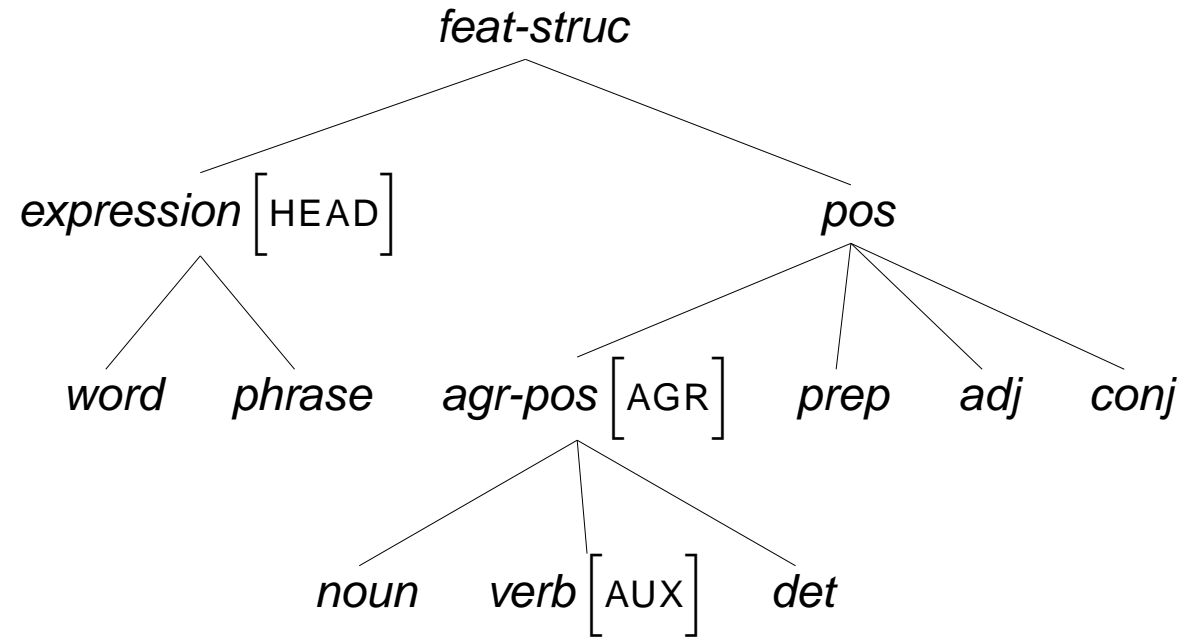 feat-struc
expression [HEAD] pos
word phrase agr-pos [AGR] prep adj conj
noun verb [AUX] det